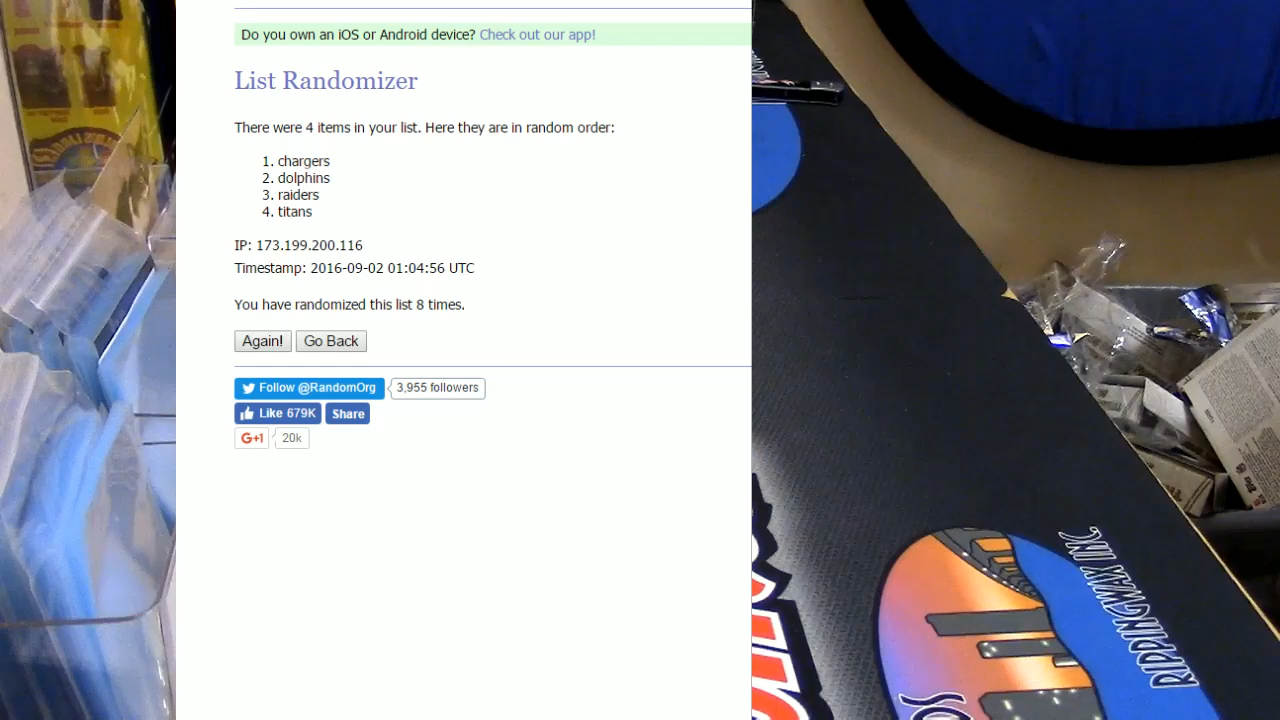 Do you own an iOS or Android device? Check out our app!
List Randomizer
There were 4 items in your list. Here they are in random order:
1. chargers
2. dolphins
3. raiders
4. titans
IP: 173.199.200.116
Timestamp: 2016-09-02 01:04:56 UTC
You have randomized this list 8 times.
Again! Go Back
Follow @RandomOrg 3,955 followers
Like 679K Share
G+1 20k
RIPPINGWAX INC.